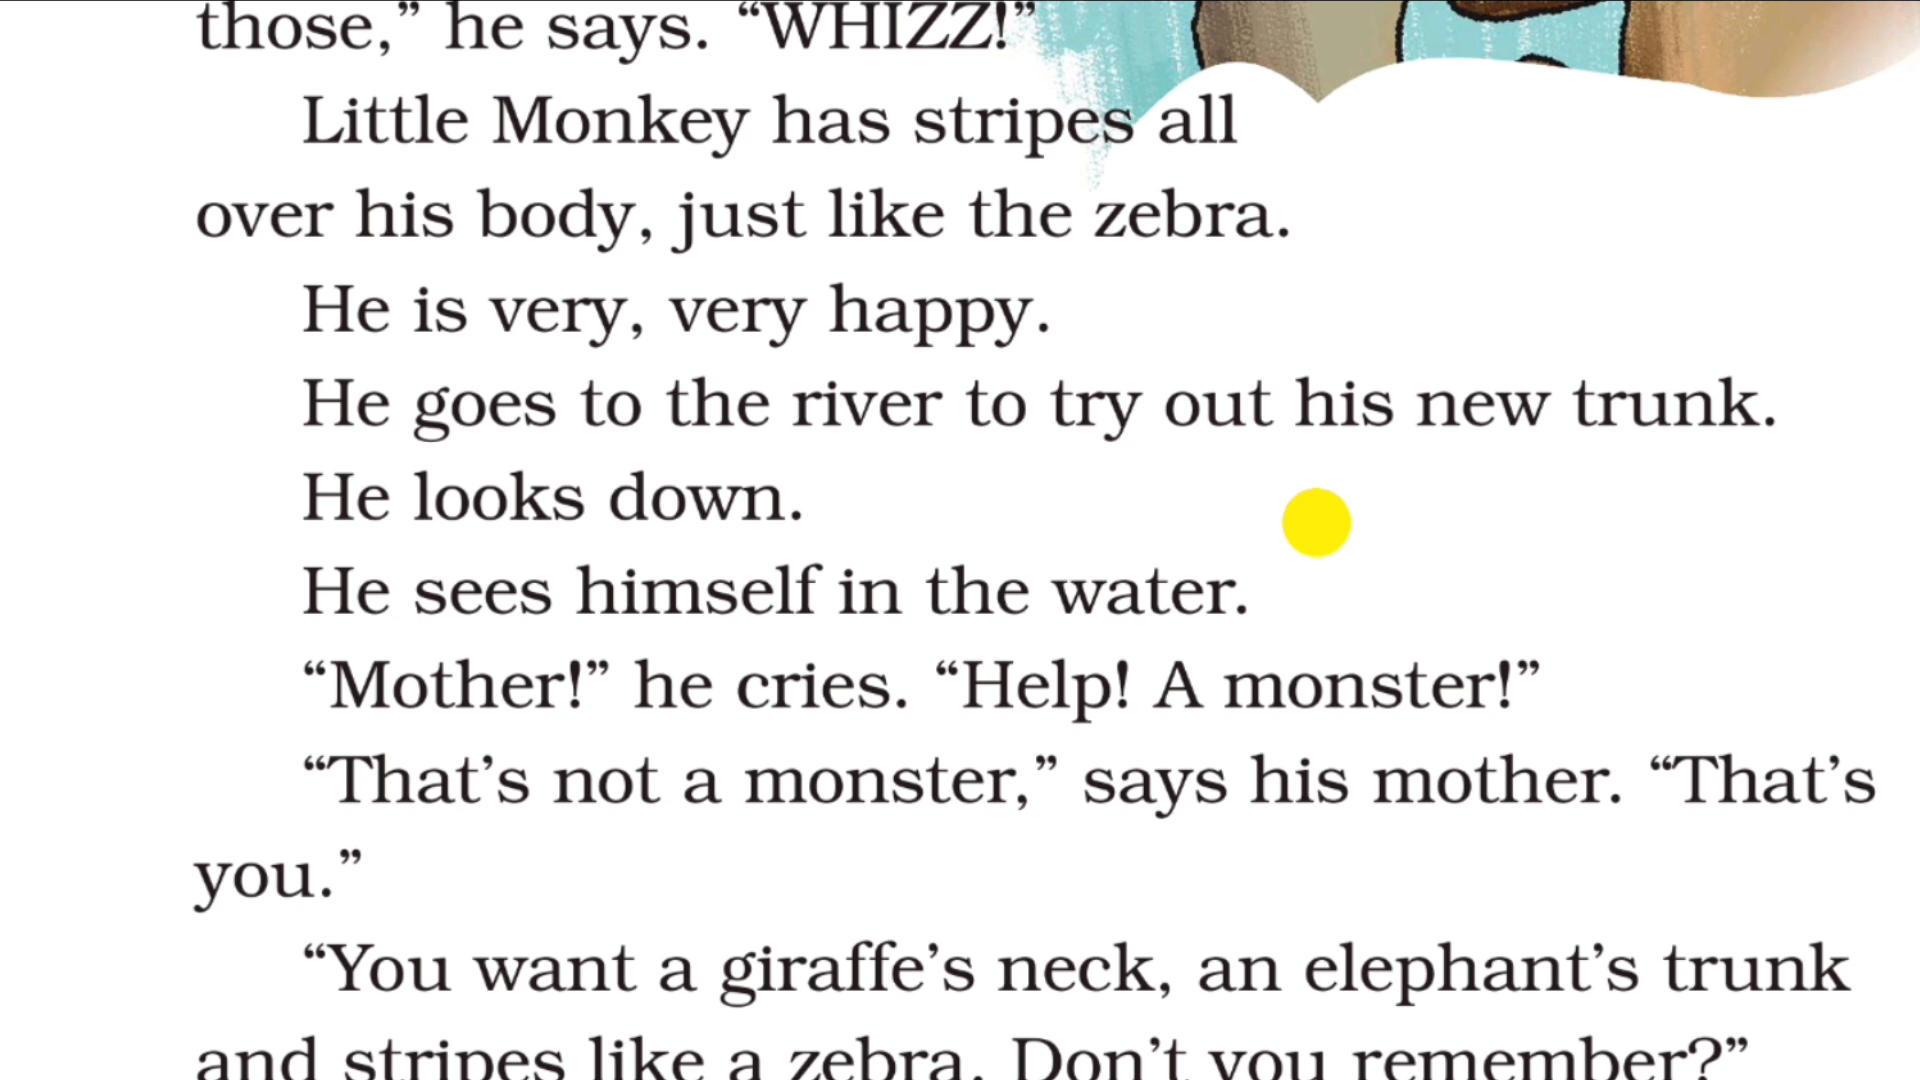 those,” he says. “WHIZZ!”
Little Monkey has stripes all
over his body, just like the zebra.
He is very, very happy.
He goes to the river to try out his new trunk.
He looks down.
He sees himself in the water.
“Mother!” he cries. “Help! A monster!”
“That’s not a monster,” says his mother. “That’s
you.”
“You want a giraffe’s neck, an elephant’s trunk
and stripes like a zebra. Don’t you remember?”